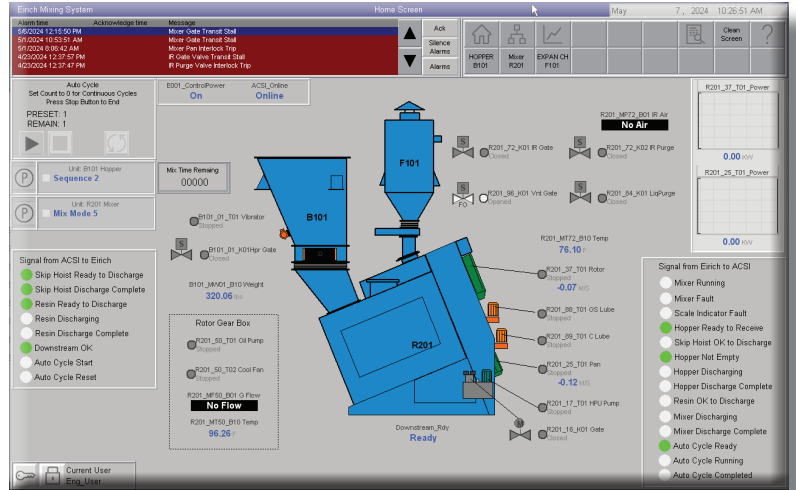 Eirich Mixing System
Home Screen
May 7, 2024 10:26:51 AM
Alarm time Acknowledge time Message
5/6/2024 12:15:50 PM Mixer Gate Transit Stall
5/1/2024 10:53:51 AM Mixer Gate Transit Stall
5/1/2024 8:06:42 AM Mixer Pan Interlock Trip
4/23/2024 12:37:57 PM IR Gate Valve Transit Stall
4/23/2024 12:37:47 PM IR Purge Valve Interlock Trip
Ack
Silence
Alarms
Alarms
HOPPER
B101
Mixer
R201
EXPAN CH
F101
Clean
Screen
?
Auto Cycle
Set Count to 0 for Continuous Cycles
Press Stop Button to End
PRESET: 1
REMAIN: 1
E001_ControlPower
On
ACSI_Online
Online
P
Unit: B101 Hopper
Sequence 2
P
Unit: R201 Mixer
Mix Mode 5
Mix Time Remaing
00000
Signal from ACSI to Eirich
Skip Hoist Ready to Discharge
Skip Hoist Discharge Complete
Resin Ready to Discharge
Resin Discharging
Resin Discharge Complete
Downstream OK
Auto Cycle Start
Auto Cycle Reset
B101_01_T01 Vibrator
Stopped
S
B101_01_K01Hpr Gate
Closed
B101_MW01_B10 Weight
320.06 lbs
Rotor Gear Box
R201_50_T01 Oil Pump
Stopped
R201_50_T02 Cool Fan
Stopped
R201_MF50_B01 G Flow
No Flow
R201_MT50_B10 Temp
96.26 F
B101
F101
R201
R201_MP72_B01 IR Air
No Air
S
R201_72_K01 IR Gate
Closed
S
R201_72_K02 IR Purge
Closed
S
FO
R201_96_K01 Vnt Gate
Opened
S
R201_84_K01 LiqPurge
Closed
R201_MT72_B10 Temp
76.10 F
R201_37_T01 Rotor
Stopped
-0.07 M/S
R201_88_T01 GS Lube
Stopped
R201_89_T01 C Lube
Stopped
R201_25_T01 Pan
Stopped
-0.12 M/S
R201_17_T01 HPU Pump
Stopped
M
R201_16_K01 Gate
Closed
Downstream_Rdy
Ready
R201_37_T01_Power
0.00 KW
R201_25_T01_Power
0.00 KW
Signal from Eirich to ACSI
Mixer Running
Mixer Fault
Scale Indicator Fault
Hopper Ready to Receive
Skip Hoist OK to Discharge
Hopper Not Empty
Hopper Discharging
Hopper Discharge Complete
Resin OK to Discharge
Mixer Discharging
Mixer Discharge Complete
Auto Cycle Ready
Auto Cycle Running
Auto Cycle Completed
Current User
Eng_User